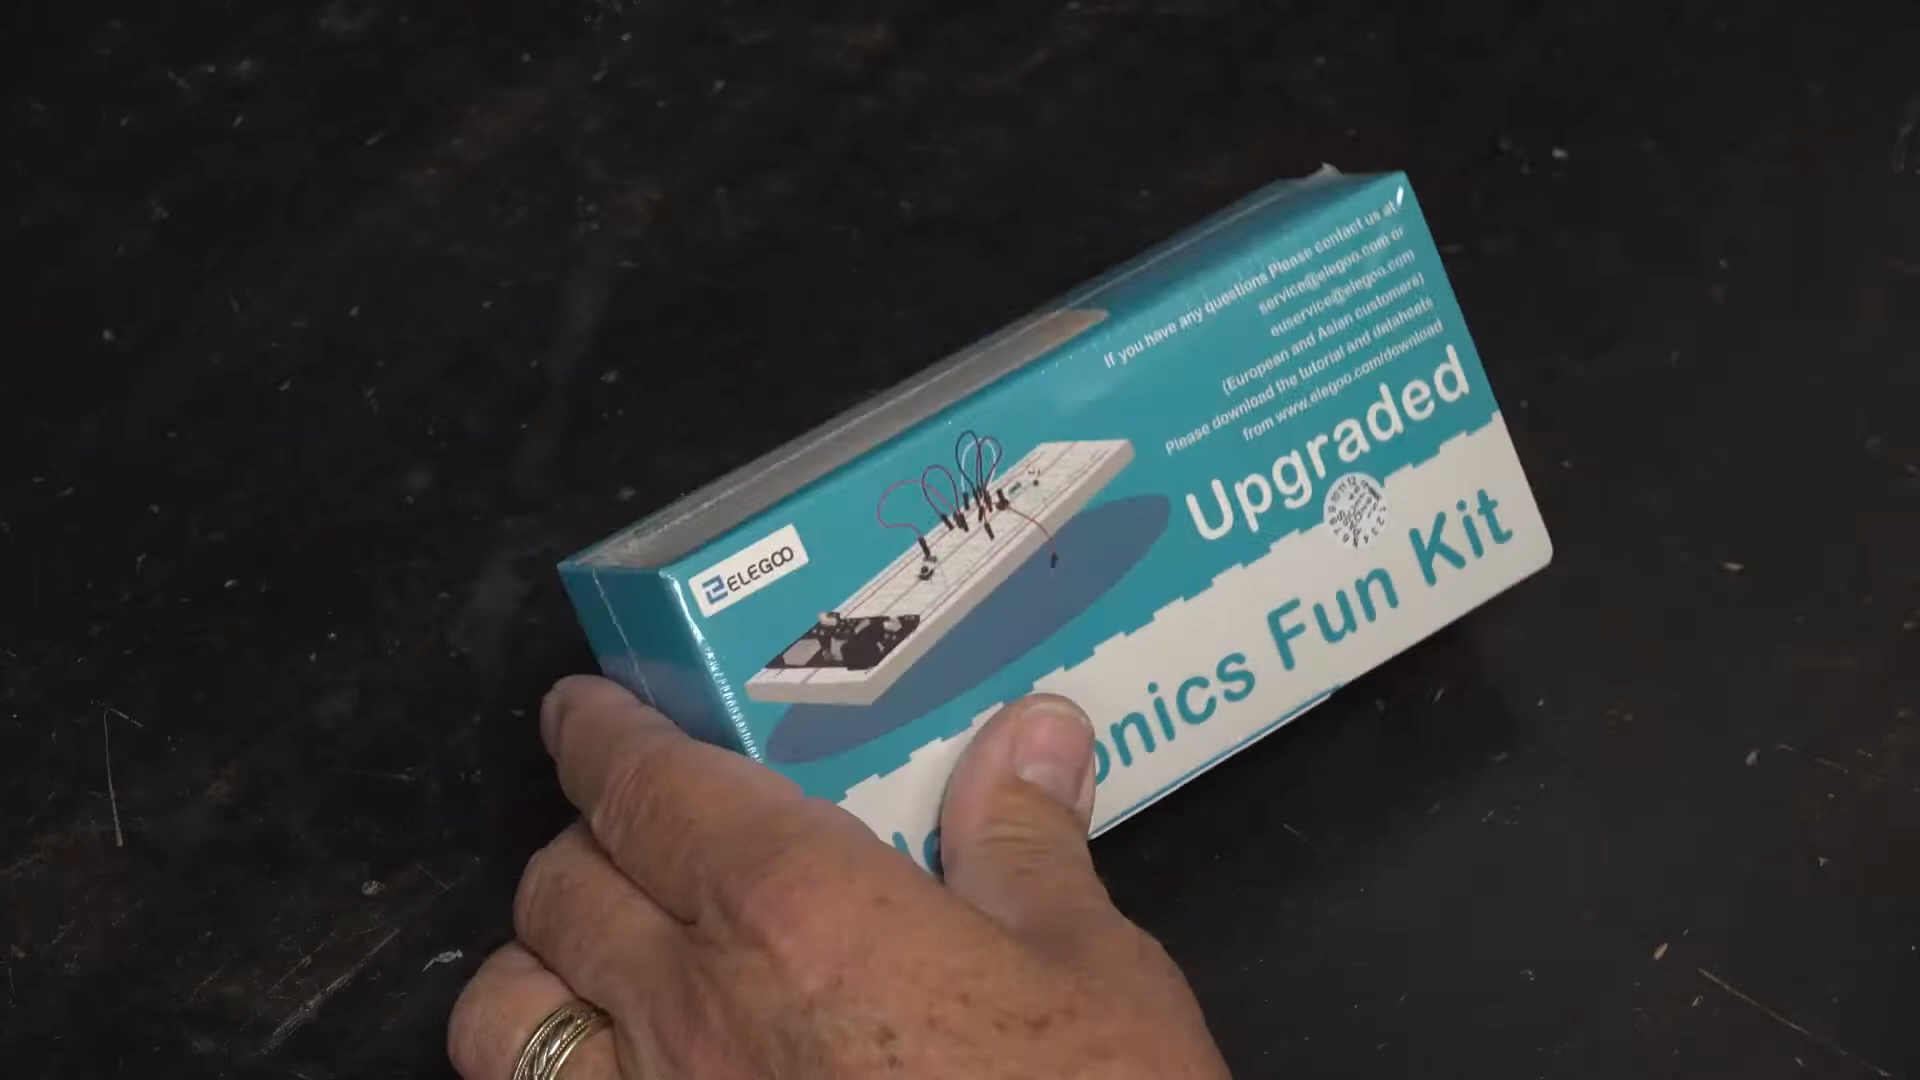 If you have any questions Please contact us at
service@elegoo.com or
euservice@elegoo.com
(European and Asian customers)
Please download the tutorial and datasheets
from www.elegoo.com/download
ELEGOO
Upgraded
onics Fun Kit